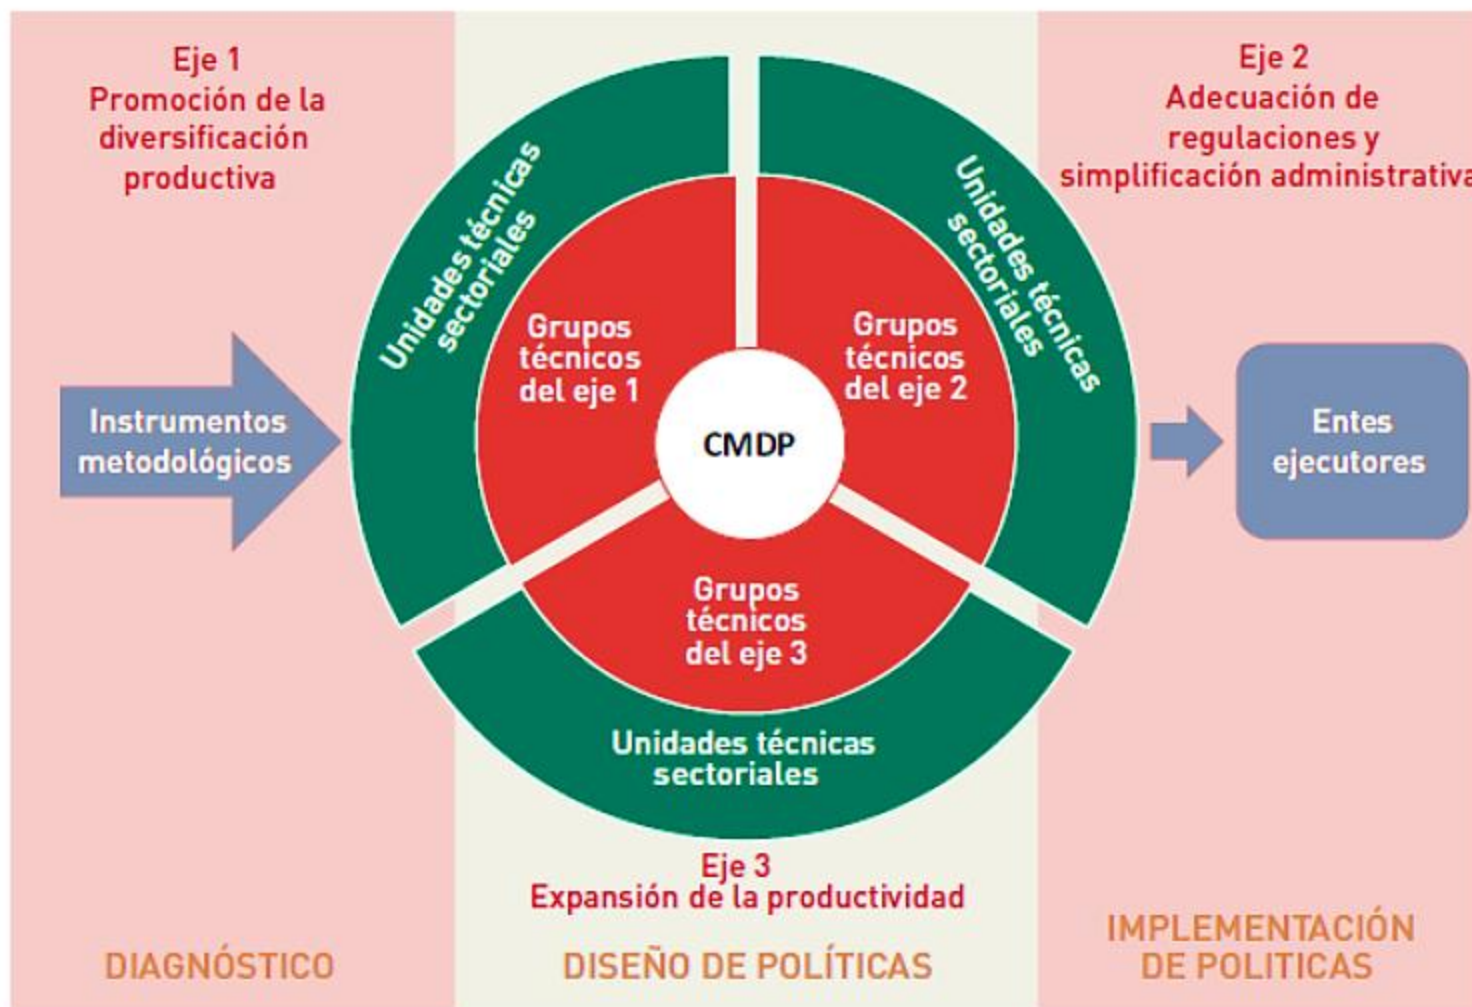 Eje 1
Promoción de la
diversificación
productiva
Eje 2
Adecuación de
regulaciones y
simplificación administrativa
Unidades técnicas
sectoriales
Unidades técnicas
sectoriales
Grupos
técnicos
del eje 1
Grupos
técnicos
del eje 2
Instrumentos
metodológicos
CMDP
Entes
ejecutores
Grupos
técnicos
del eje 3
Unidades técnicas
sectoriales
Eje 3
Expansión de la productividad
DIAGNÓSTICO
DISEÑO DE POLÍTICAS
IMPLEMENTACIÓN
DE POLITICAS